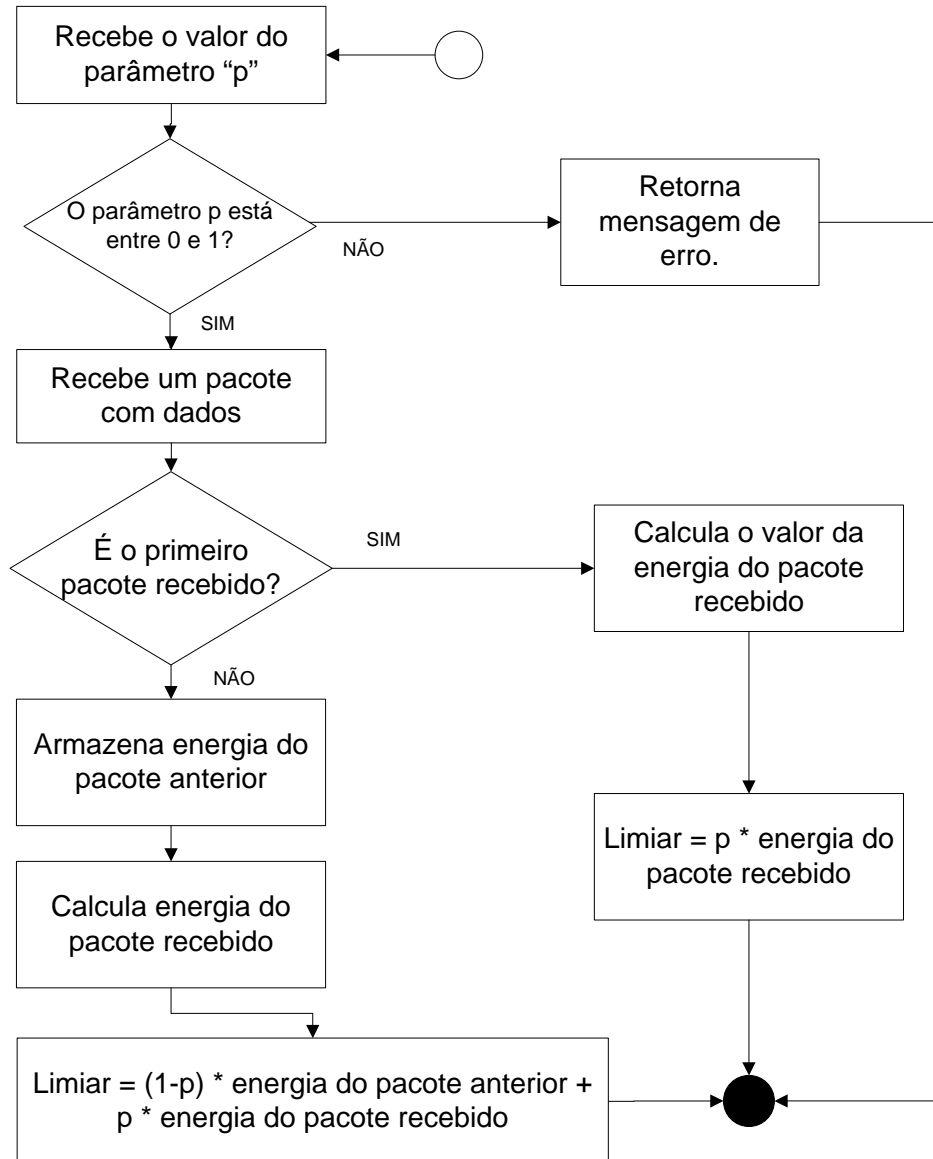 Recebe o valor do
parâmetro “p”
O parâmetro p está
entre 0 e 1?
NÃO
Retorna
mensagem de
erro.
SIM
Recebe um pacote
com dados
É o primeiro
pacote recebido?
SIM
Calcula o valor da
energia do pacote
recebido
NÃO
Armazena energia do
pacote anterior
Limiar = p * energia do
pacote recebido
Calcula energia do
pacote recebido
Limiar = (1-p) * energia do pacote anterior +
p * energia do pacote recebido